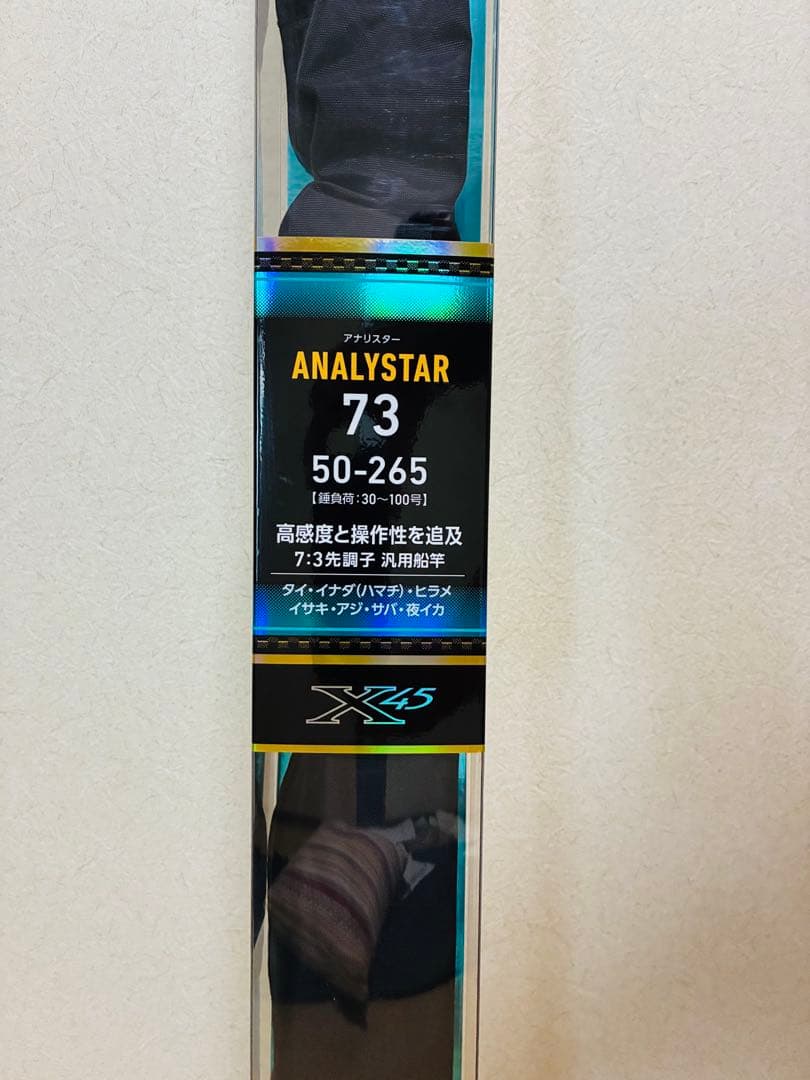 アナリスター
ANALYSTAR
73
50-265
【錘負荷:30～100号】
高感度と操作性を追及
7:3先調子 汎用船竿
タイ・イナダ(ハマチ)・ヒラメ
イサキ・アジ・サバ・夜イカ
X45